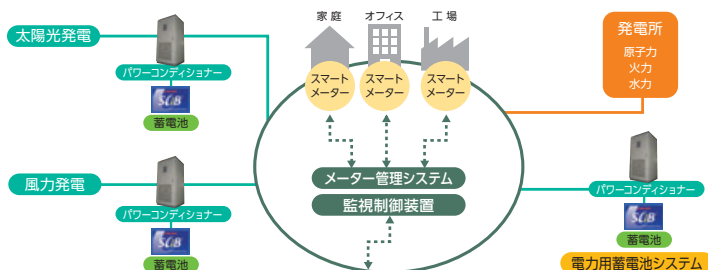 家庭
オフィス
工場
太陽光発電
パワーコンディショナー
SCiB
蓄電池
スマート
メーター
スマート
メーター
スマート
メーター
発電所
原子力
火力
水力
メーター管理システム
監視制御装置
風力発電
パワーコンディショナー
SCiB
蓄電池
パワーコンディショナー
SCiB
蓄電池
電力用蓄電池システム